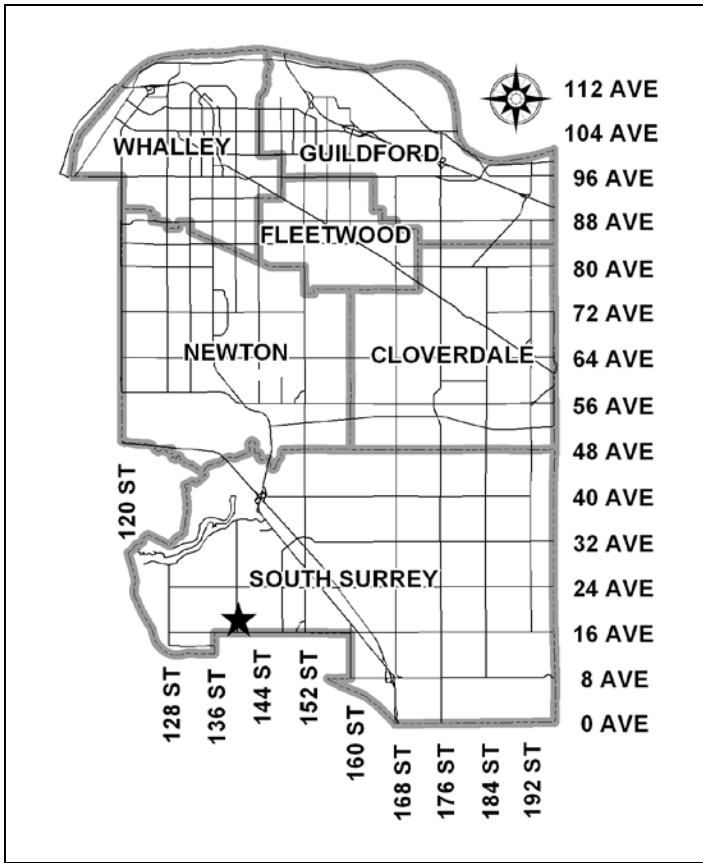 112 AVE
104 AVE
WHALLEY
GUILDFORD
96 AVE
88 AVE
FLEETWOOD
80 AVE
72 AVE
NEWTON
CLOVERDALE
64 AVE
56 AVE
48 AVE
120 ST
40 AVE
32 AVE
SOUTH SURREY
24 AVE
16 AVE
8 AVE
0 AVE
128 ST
136 ST
144 ST
152 ST
160 ST
168 ST
176 ST
184 ST
192 ST